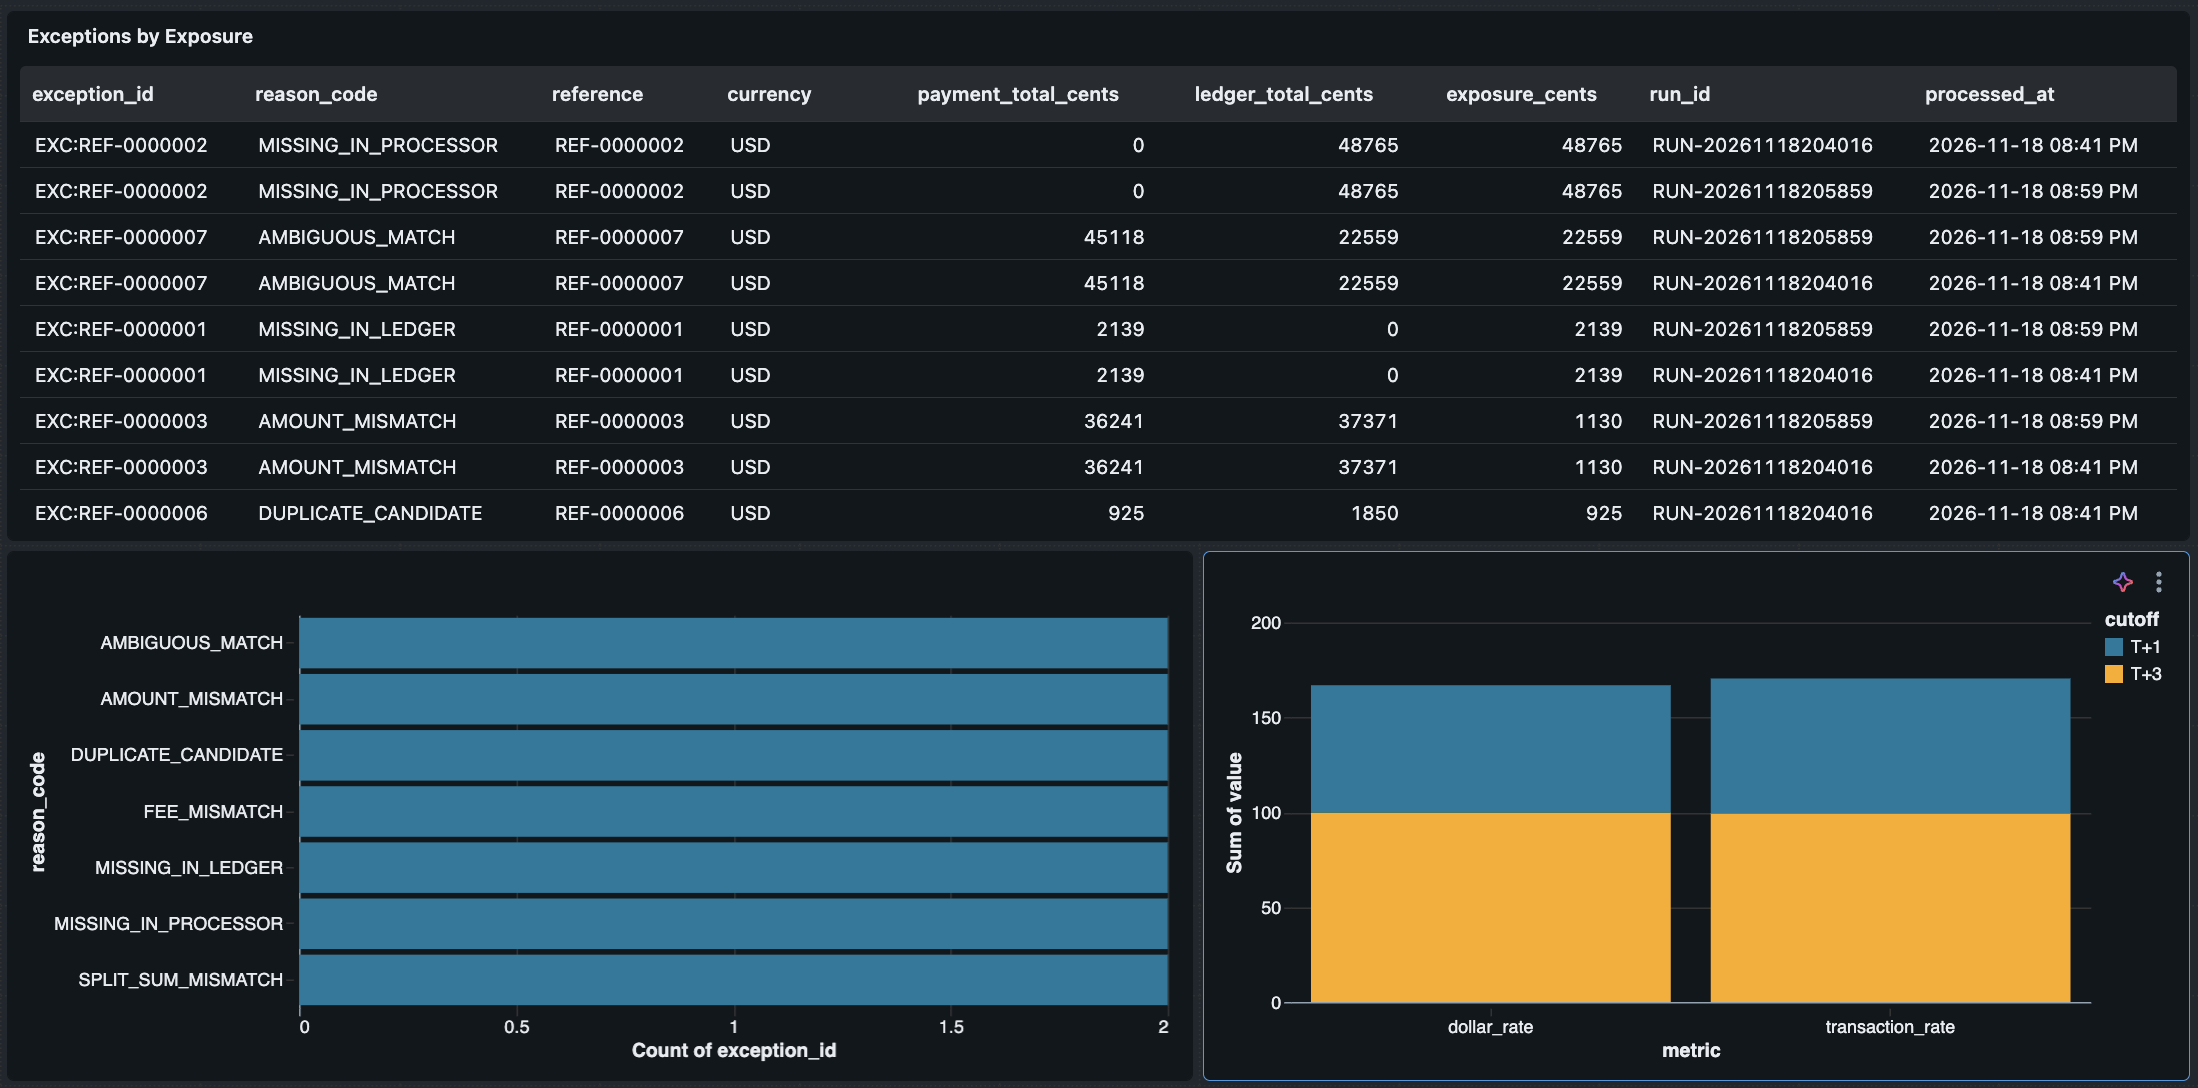 Exceptions by Exposure
exception_id reason_code reference currency payment_total_cents ledger_total_cents exposure_cents run_id processed_at
EXC:REF-0000002 MISSING_IN_PROCESSOR REF-0000002 USD 0 48765 48765 RUN-20261118204016 2026-11-18 08:41 PM
EXC:REF-0000002 MISSING_IN_PROCESSOR REF-0000002 USD 0 48765 48765 RUN-20261118205859 2026-11-18 08:59 PM
EXC:REF-0000007 AMBIGUOUS_MATCH REF-0000007 USD 45118 22559 22559 RUN-20261118205859 2026-11-18 08:59 PM
EXC:REF-0000007 AMBIGUOUS_MATCH REF-0000007 USD 45118 22559 22559 RUN-20261118204016 2026-11-18 08:41 PM
EXC:REF-0000001 MISSING_IN_LEDGER REF-0000001 USD 2139 0 2139 RUN-20261118205859 2026-11-18 08:59 PM
EXC:REF-0000001 MISSING_IN_LEDGER REF-0000001 USD 2139 0 2139 RUN-20261118204016 2026-11-18 08:41 PM
EXC:REF-0000003 AMOUNT_MISMATCH REF-0000003 USD 36241 37371 1130 RUN-20261118205859 2026-11-18 08:59 PM
EXC:REF-0000003 AMOUNT_MISMATCH REF-0000003 USD 36241 37371 1130 RUN-20261118204016 2026-11-18 08:41 PM
EXC:REF-0000006 DUPLICATE_CANDIDATE REF-0000006 USD 925 1850 925 RUN-20261118204016 2026-11-18 08:41 PM
reason_code
AMBIGUOUS_MATCH
AMOUNT_MISMATCH
DUPLICATE_CANDIDATE
FEE_MISMATCH
MISSING_IN_LEDGER
MISSING_IN_PROCESSOR
SPLIT_SUM_MISMATCH
0 0.5 1 1.5 2
Count of exception_id
cutoff
T+1
T+3
Sum of value
200
150
100
50
0
dollar_rate transaction_rate
metric